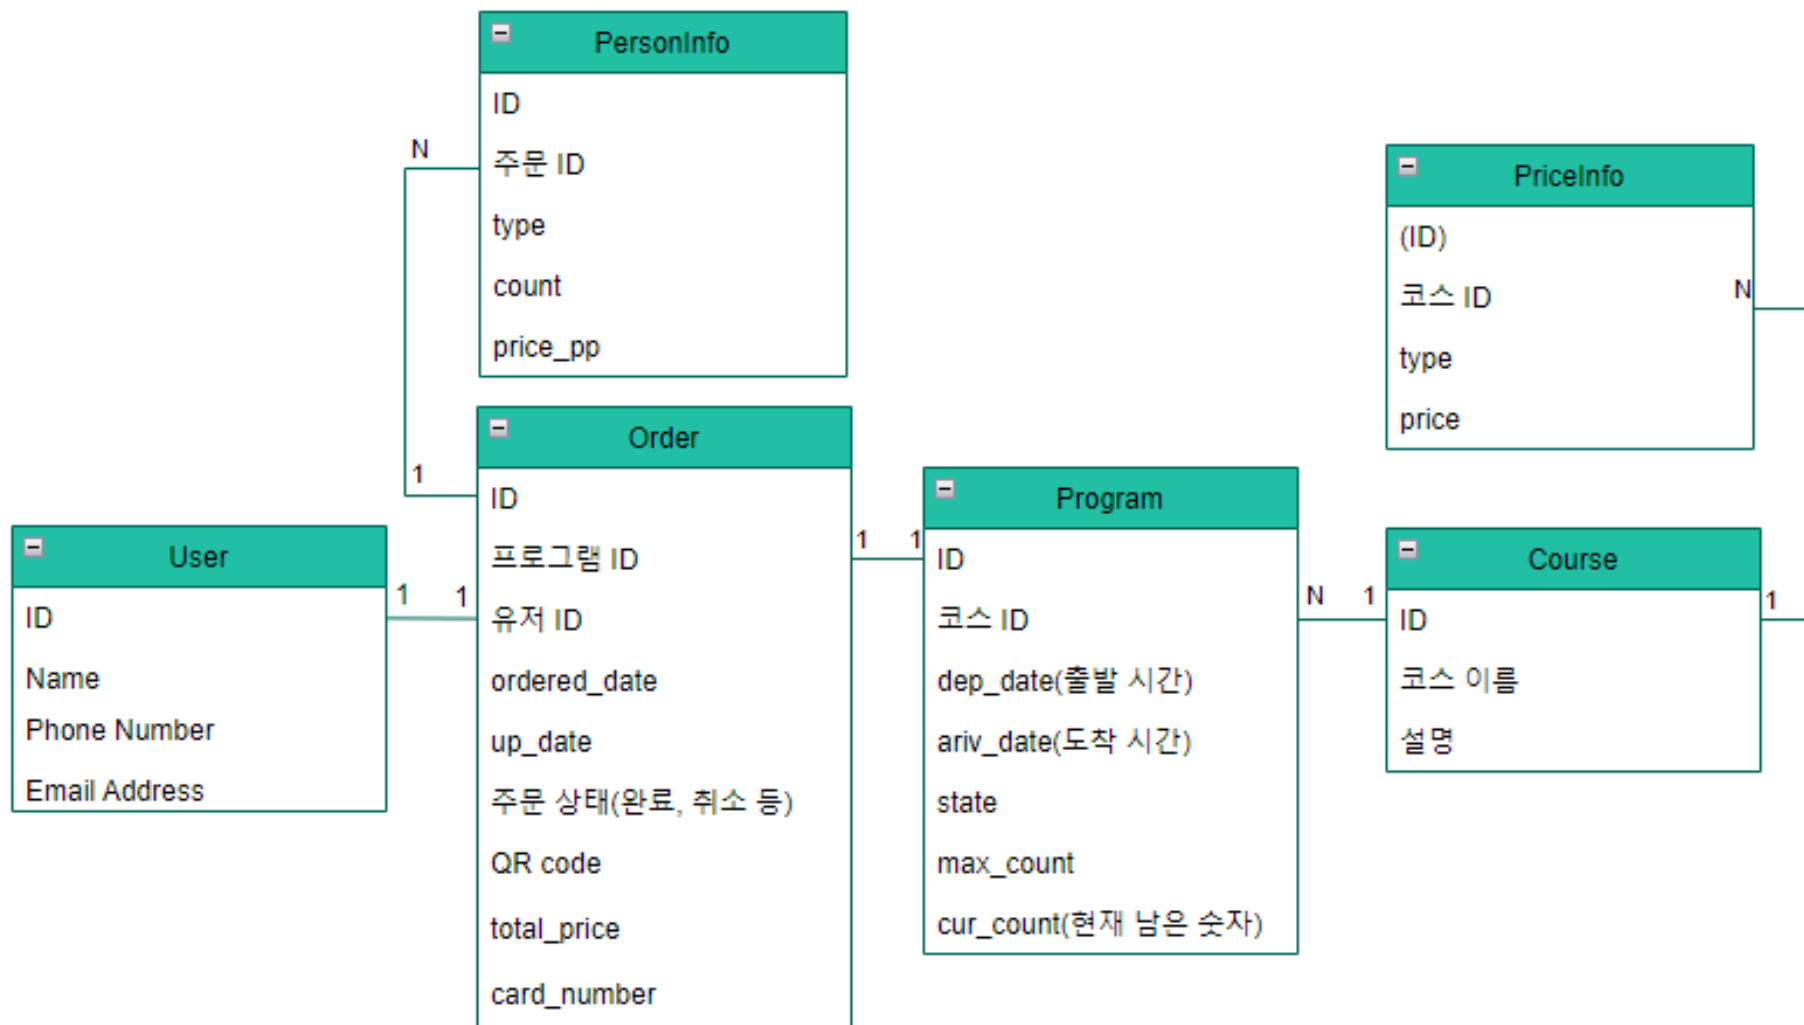 PersonInfo
ID
주문 ID
type
count
price_pp
N
1
PriceInfo
(ID)
코스 ID
type
price
N
User
ID
Name
Phone Number
Email Address
1
1
Order
ID
프로그램 ID
유저 ID
ordered_date
up_date
주문 상태(완료, 취소 등)
QR code
total_price
card_number
1
1
Program
ID
코스 ID
dep_date(출발 시간)
ariv_date(도착 시간)
state
max_count
cur_count(현재 남은 숫자)
N
1
Course
ID
코스 이름
설명
1